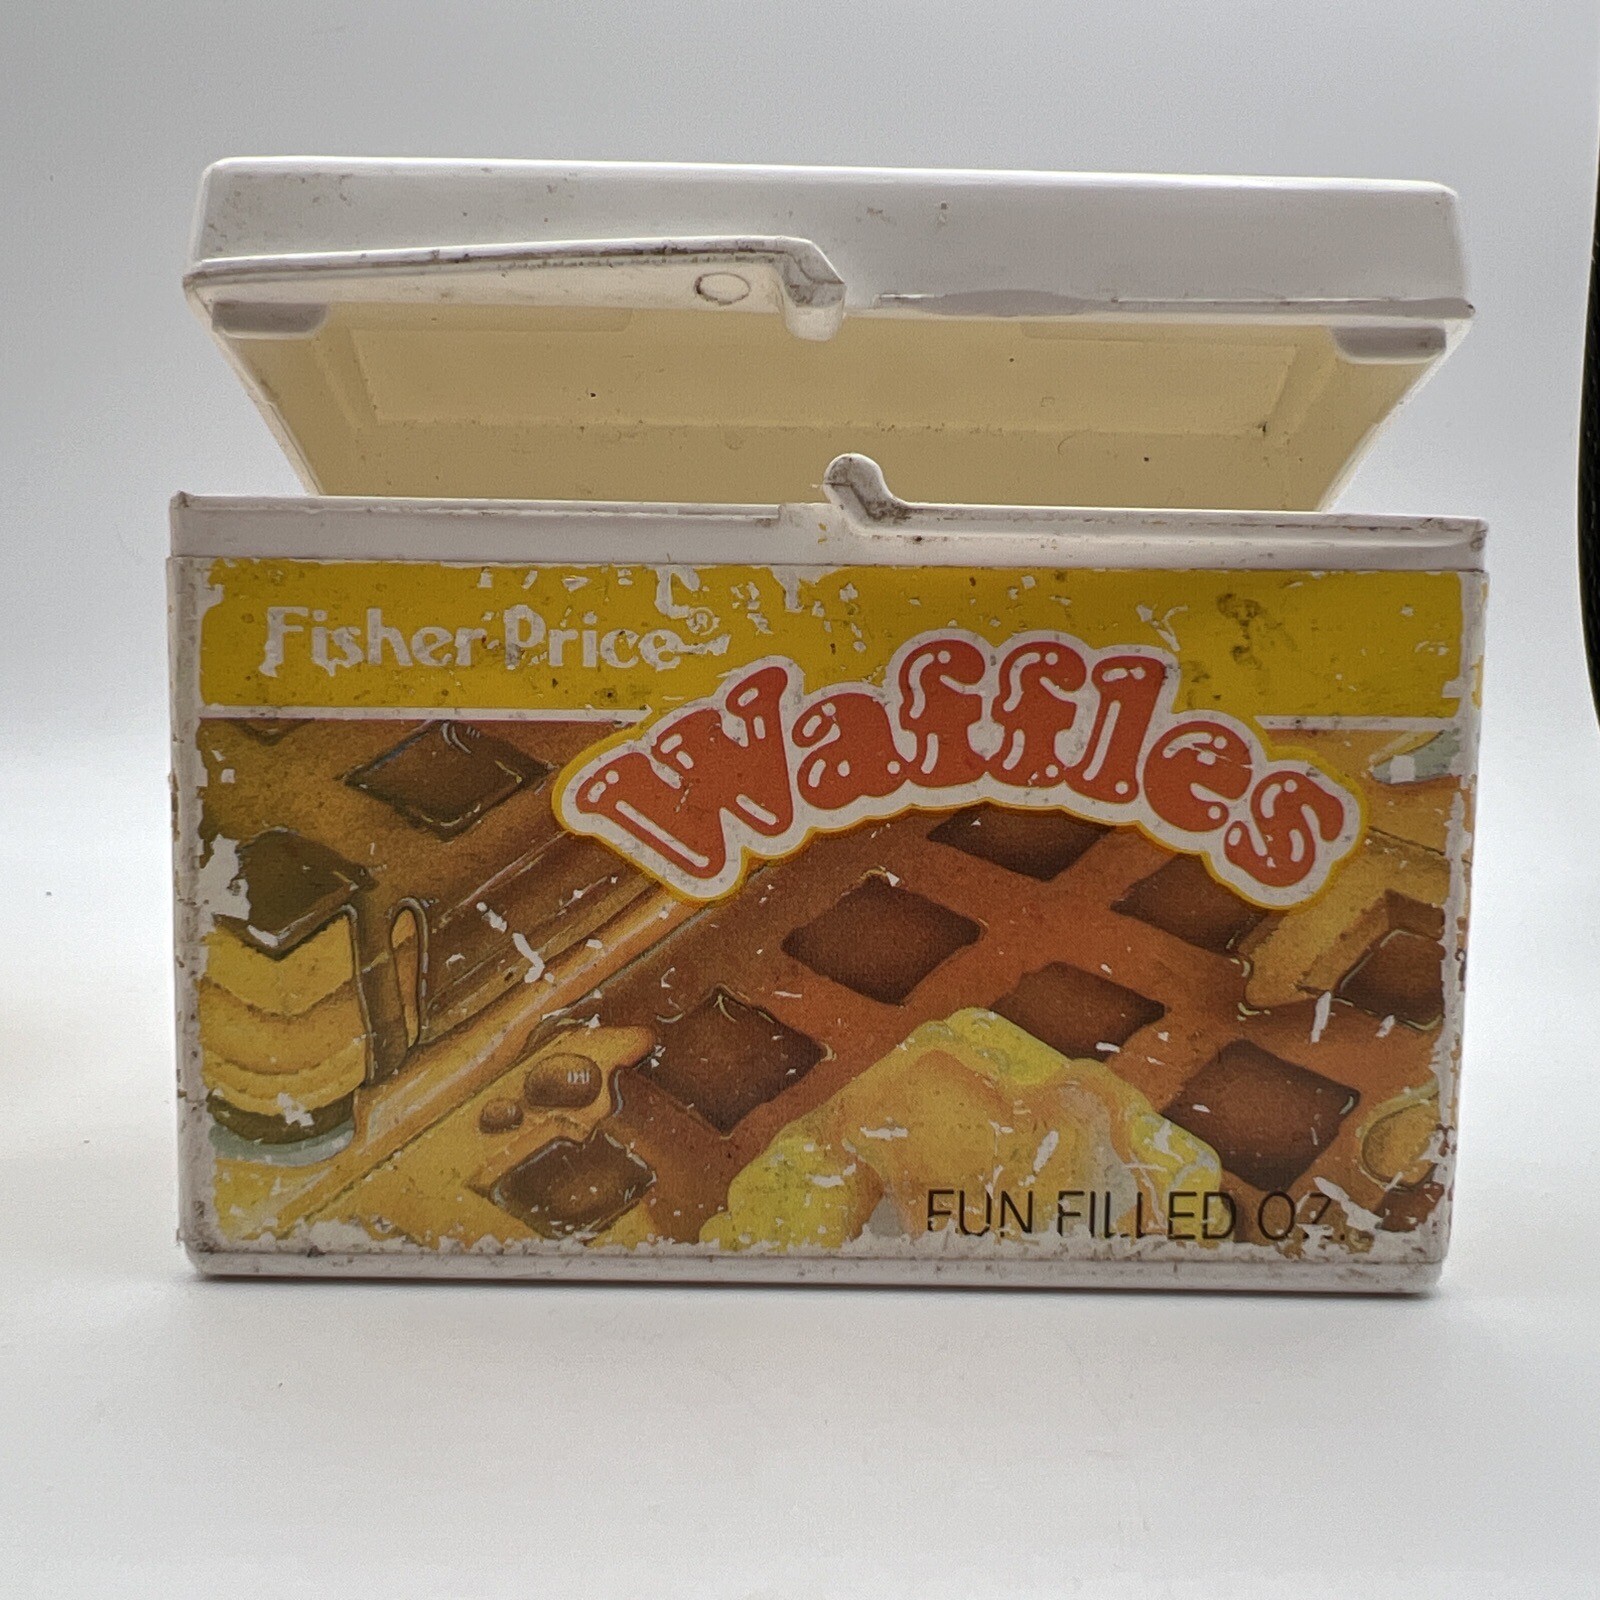 Fisher-Price®
Waffles
FUN FILLED OZ.